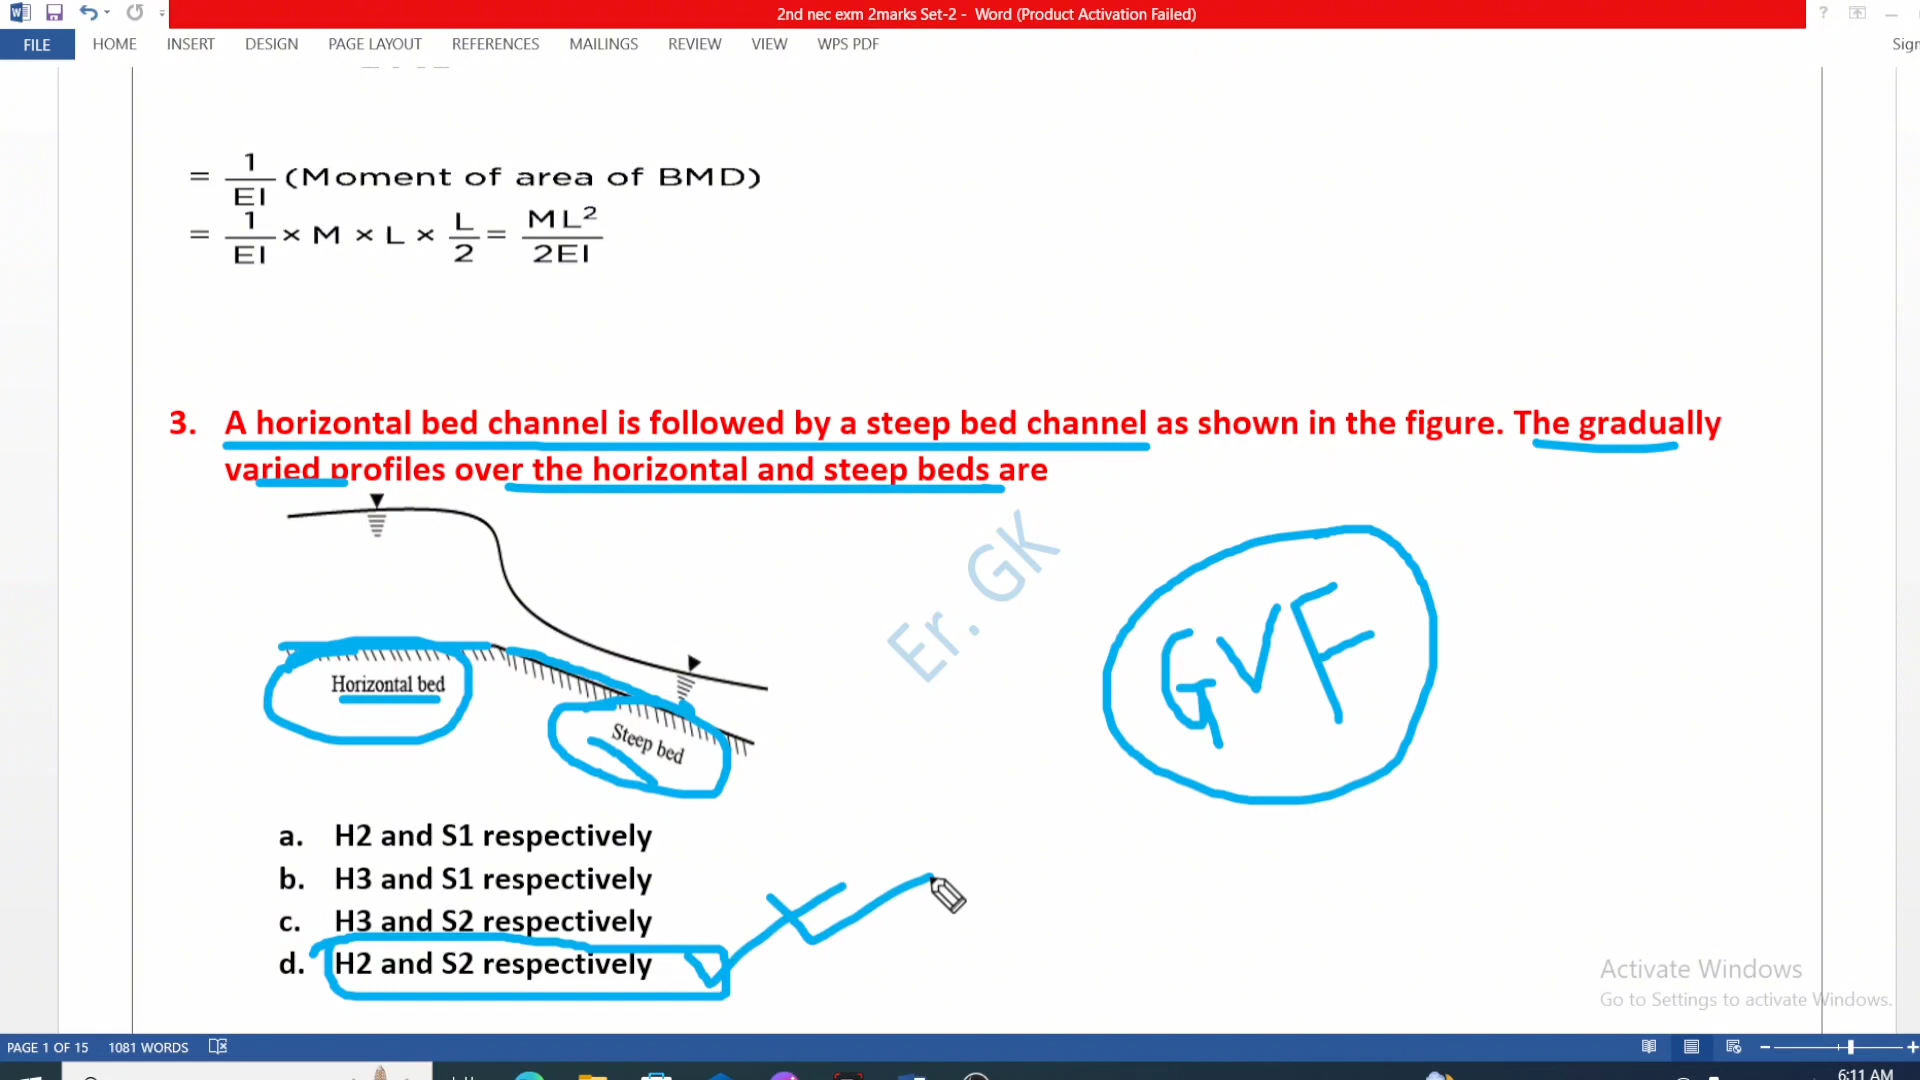 2nd nec exm 2marks Set-2 - Word (Product Activation Failed)
FILE HOME INSERT DESIGN PAGE LAYOUT REFERENCES MAILINGS REVIEW VIEW WPS PDF Sign
= 1/EI (Moment of area of BMD)
= 1/EI × M × L × L/2 = ML²/2EI
3. A horizontal bed channel is followed by a steep bed channel as shown in the figure. The gradually
varied profiles over the horizontal and steep beds are
Er. GK
GVF
Horizontal bed
Steep bed
a. H2 and S1 respectively
b. H3 and S1 respectively
c. H3 and S2 respectively
d. H2 and S2 respectively
Activate Windows
Go to Settings to activate Windows.
PAGE 1 OF 15 1081 WORDS
6:11 AM